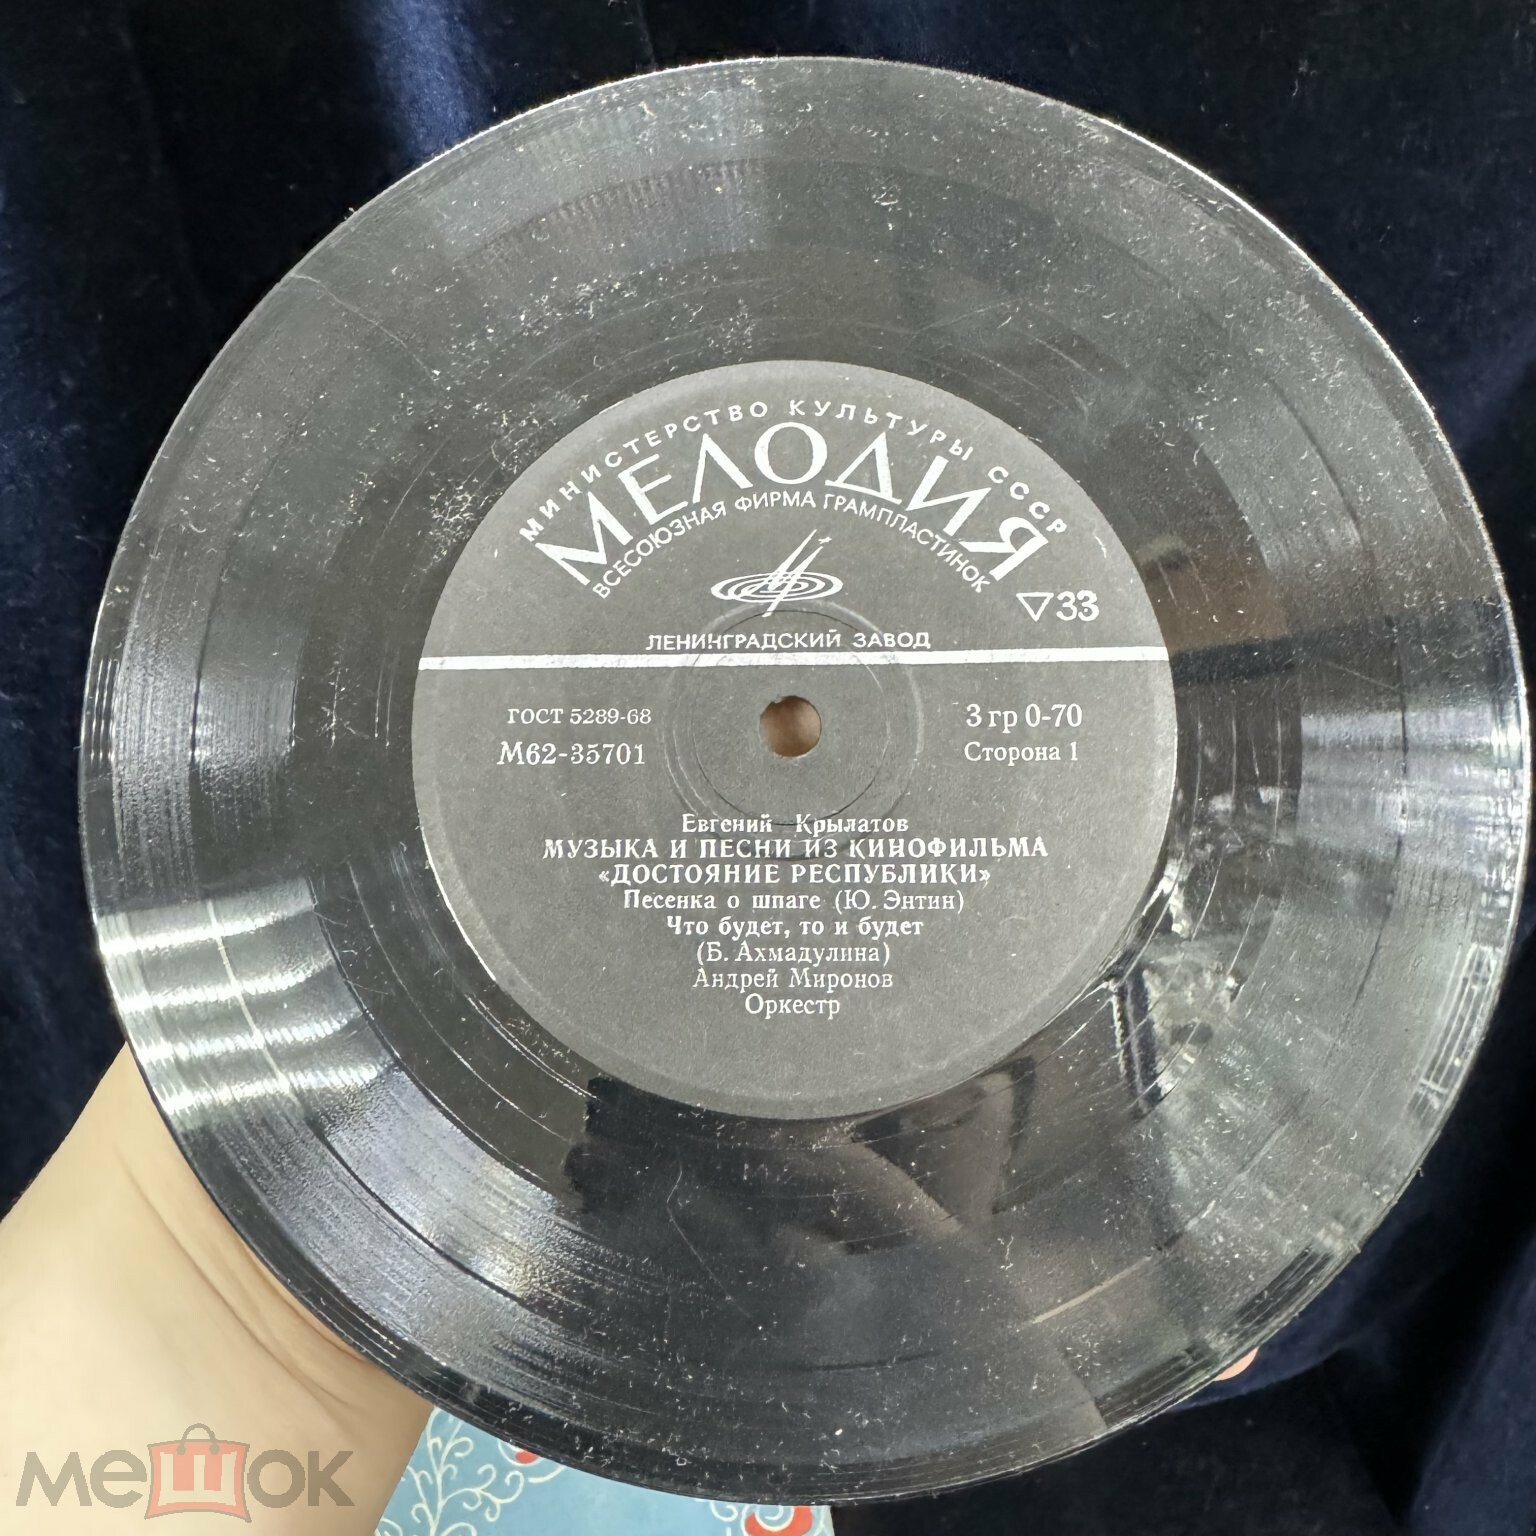 МИНИСТЕРСТВО КУЛЬТУРЫ СССР
МЕЛОДИЯ
ВСЕСОЮЗНАЯ ФИРМА ГРАМПЛАСТИНОК
33
ЛЕНИНГРАДСКИЙ ЗАВОД
ГОСТ 5289-68
3 гр 0-70
М62-35701
Сторона 1
Евгений Крылатов
МУЗЫКА И ПЕСНИ ИЗ КИНОФИЛЬМА
«ДОСТОЯНИЕ РЕСПУБЛИКИ»
Песенка о шпаге (Ю. Энтин)
Что будет, то и будет
(Б. Ахмадулина)
Андрей Миронов
Оркестр
мешок